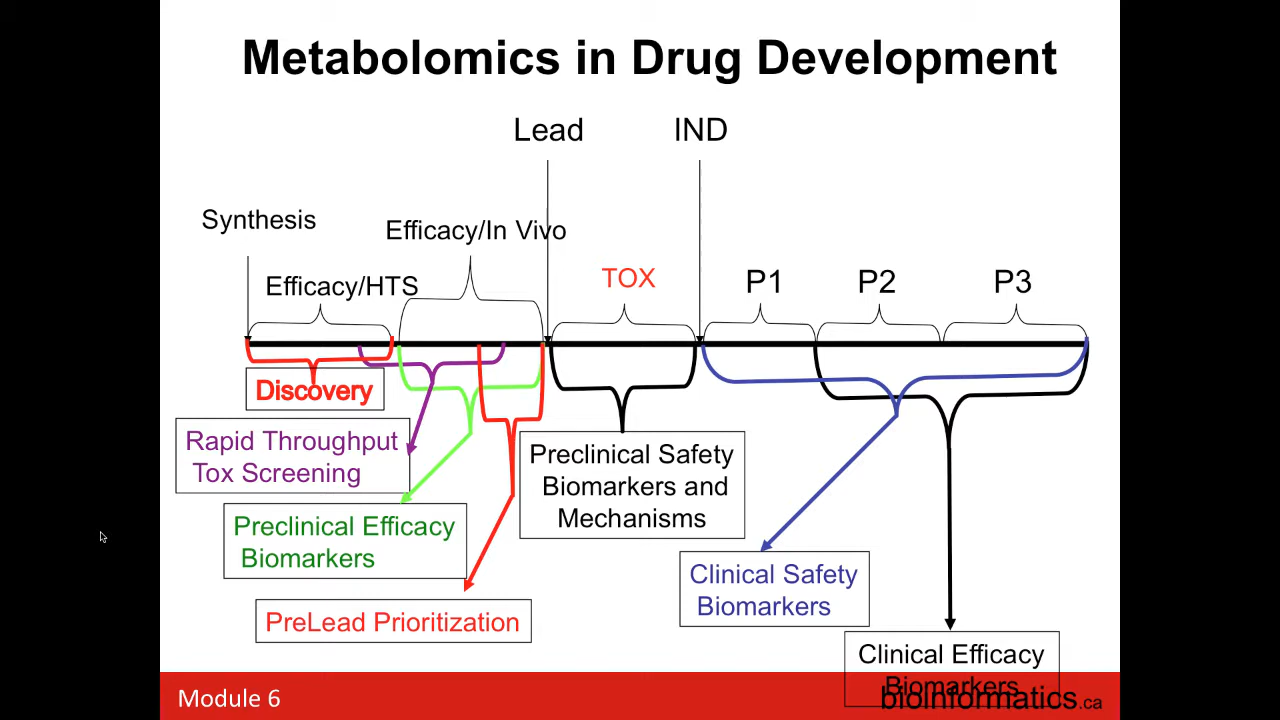 Metabolomics in Drug Development
Lead
IND
Synthesis
Efficacy/In Vivo
Efficacy/HTS
TOX
P1
P2
P3
Discovery
Rapid Throughput
Tox Screening
Preclinical Efficacy
Biomarkers
PreLead Prioritization
Preclinical Safety
Biomarkers and
Mechanisms
Clinical Safety
Biomarkers
Clinical Efficacy
Biomarkers
Module 6
bioinformatics.ca